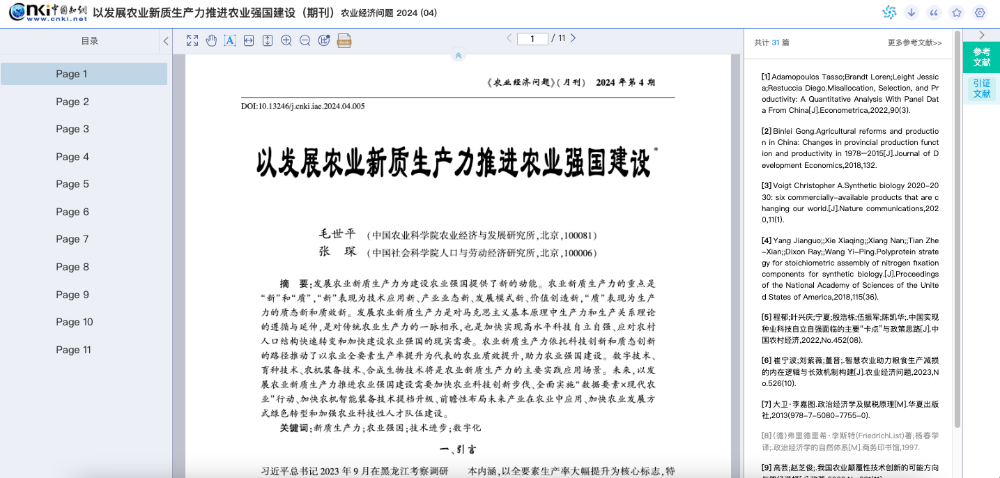 CNKi中国知网
www.cnki.net
以发展农业新质生产力推进农业强国建设（期刊） 农业经济问题 2024 (04)
目录
Page 1
Page 2
Page 3
Page 4
Page 5
Page 6
Page 7
Page 8
Page 9
Page 10
Page 11
1 / 11
《农业经济问题》(月刊) 2024 年第 4 期
DOI:10.13246/j.cnki.iae.2024.04.005
以发展农业新质生产力推进农业强国建设*
毛世平 (中国农业科学院农业经济与发展研究所,北京,100081)
张 琛 (中国社会科学院人口与劳动经济研究所,北京,100006)
摘 要:发展农业新质生产力为建设农业强国提供了新的动能。农业新质生产力的重点是
“新”和“质”,“新”表现为技术应用新、产业业态新、发展模式新、价值创造新,“质”表现为生产
力的质态新和质效新。发展农业新质生产力是对马克思主义基本原理中生产力和生产关系理论
的遵循与延伸,是对传统农业生产力的一脉相承,也是加快实现高水平科技自立自强、应对农村
人口结构快速转变和加快建设农业强国的现实需要。农业新质生产力依托科技创新和质态创新
的路径推动了以农业全要素生产率提升为代表的农业质效提升,助力农业强国建设。数字技术、
育种技术、农机装备技术、合成生物技术将是农业新质生产力的主要实践应用场景。未来,以发
展农业新质生产力推进农业强国建设需要加快农业科技创新步伐、全面实施“数据要素×现代农
业”行动、加快农机智能装备技术提档升级、前瞻性布局未来产业在农业中应用、加快农业发展方
式绿色转型和加强农业科技性人才队伍建设。
关键词:新质生产力;农业强国;技术进步;数字化
一、引言
习近平总书记 2023 年 9 月在黑龙江考察调研
本内涵,以全要素生产率大幅提升为核心标志,特
共计 31 篇
更多参考文献>>
[1] Adamopoulos Tasso;Brandt Loren;Leight Jessic
a;Restuccia Diego.Misallocation, Selection, and Pr
oductivity: A Quantitative Analysis With Panel Dat
a From China[J].Econometrica,2022,90(3).
[2] Binlei Gong.Agricultural reforms and productio
n in China: Changes in provincial production funct
ion and productivity in 1978—2015[J].Journal of D
evelopment Economics,2018,132.
[3] Voigt Christopher A.Synthetic biology 2020-20
30: six commercially-available products that are c
hanging our world.[J].Nature communications,202
0,11(1).
[4] Yang Jianguo;;Xie Xiaqing;;Xiang Nan;;Tian Zhe
-Xian;;Dixon Ray;;Wang Yi-Ping.Polyprotein strate
gy for stoichiometric assembly of nitrogen fixation
components for synthetic biology.[J].Proceedings
of the National Academy of Sciences of the Unite
d States of America,2018,115(36).
[5] 程郁;叶兴庆;宁夏;殷浩栋;伍振军;陈凯华;.中国实现
种业科技自立自强面临的主要“卡点”与政策思路[J].中
国农村经济,2022,No.452(08).
[6] 崔宁波;刘紫薇;董晋;.智慧农业助力粮食生产减损
的内在逻辑与长效机制构建[J].农业经济问题,2023,N
o.526(10).
[7] 大卫·李嘉图.政治经济学及赋税原理[M].华夏出版
社,2013(978-7-5080-7755-0).
[8] (德)弗里德里希·李斯特(FriedrichList)著;杨春学
译;.政治经济学的自然体系[M].商务印书馆,1997.
[9] 高芸;赵芝俊;.我国农业颠覆性技术创新的可能方向
参考
文献
引证
文献